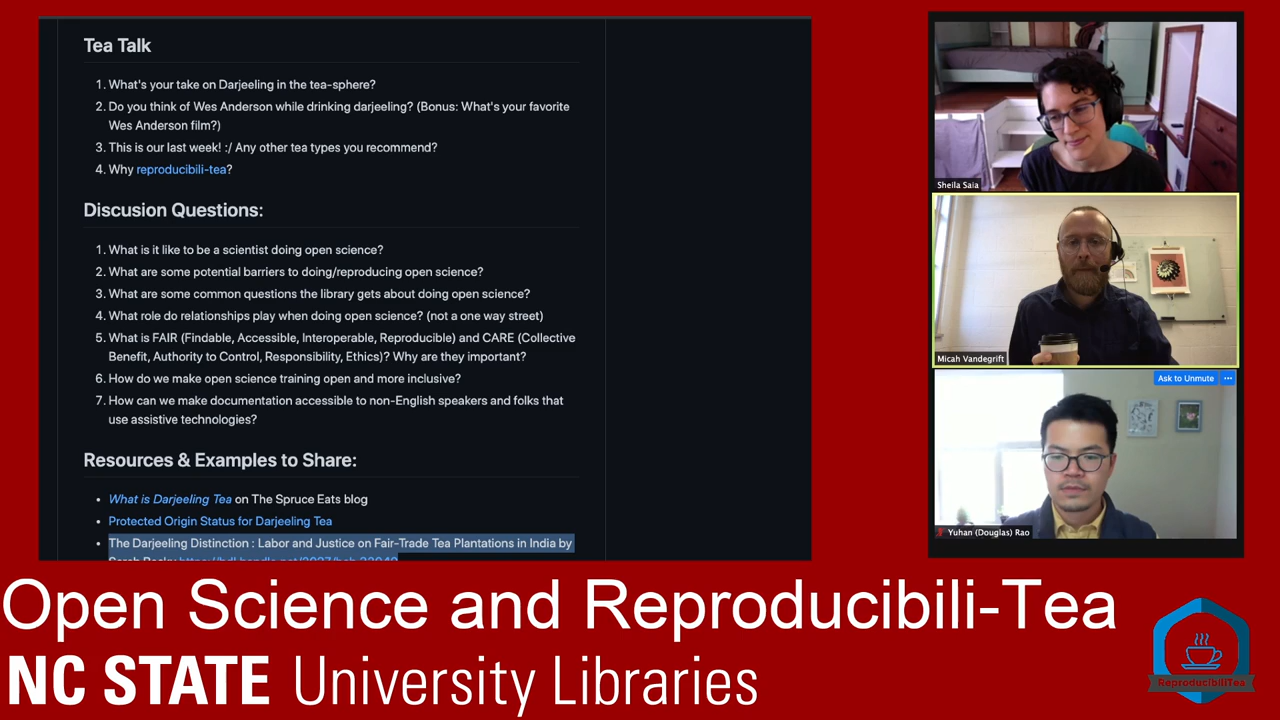 Tea Talk
1. What's your take on Darjeeling in the tea-sphere?
2. Do you think of Wes Anderson while drinking darjeeling? (Bonus: What's your favorite
Wes Anderson film?)
3. This is our last week! :/ Any other tea types you recommend?
4. Why reproducibili-tea?
Discusion Questions:
1. What is it like to be a scientist doing open science?
2. What are some potential barriers to doing/reproducing open science?
3. What are some common questions the library gets about doing open science?
4. What role do relationships play when doing open science? (not a one way street)
5. What is FAIR (Findable, Accessible, Interoperable, Reproducible) and CARE (Collective
Benefit, Authority to Control, Responsibility, Ethics)? Why are they important?
6. How do we make open science training open and more inclusive?
7. How can we make documentation accessible to non-English speakers and folks that
use assistive technologies?
Resources & Examples to Share:
• What is Darjeeling Tea on The Spruce Eats blog
• Protected Origin Status for Darjeeling Tea
• The Darjeeling Distinction : Labor and Justice on Fair-Trade Tea Plantations in India by
Sheila Saia
Micah Vandegrift
Ask to Unmute ...
Yuhan (Douglas) Rao
Open Science and Reproducibili-Tea
NC STATE University Libraries
ReproducibiliTea